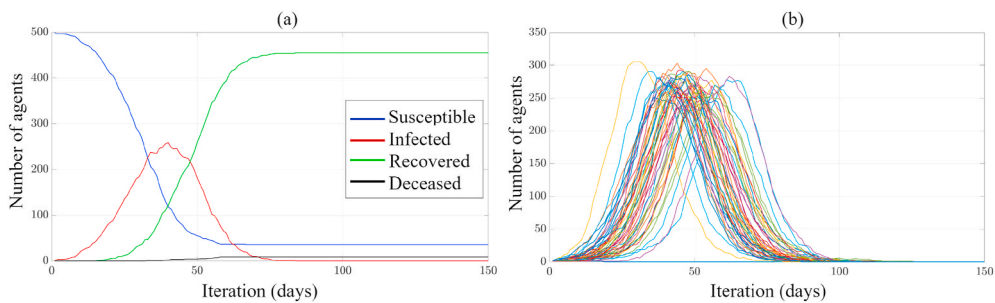 (a)
Number of agents
500
400
300
200
100
0
0
50
100
150
Iteration (days)
Susceptible
Infected
Recovered
Deceased
(b)
Number of agents
350
300
250
200
150
100
50
0
0
50
100
150
Iteration (days)